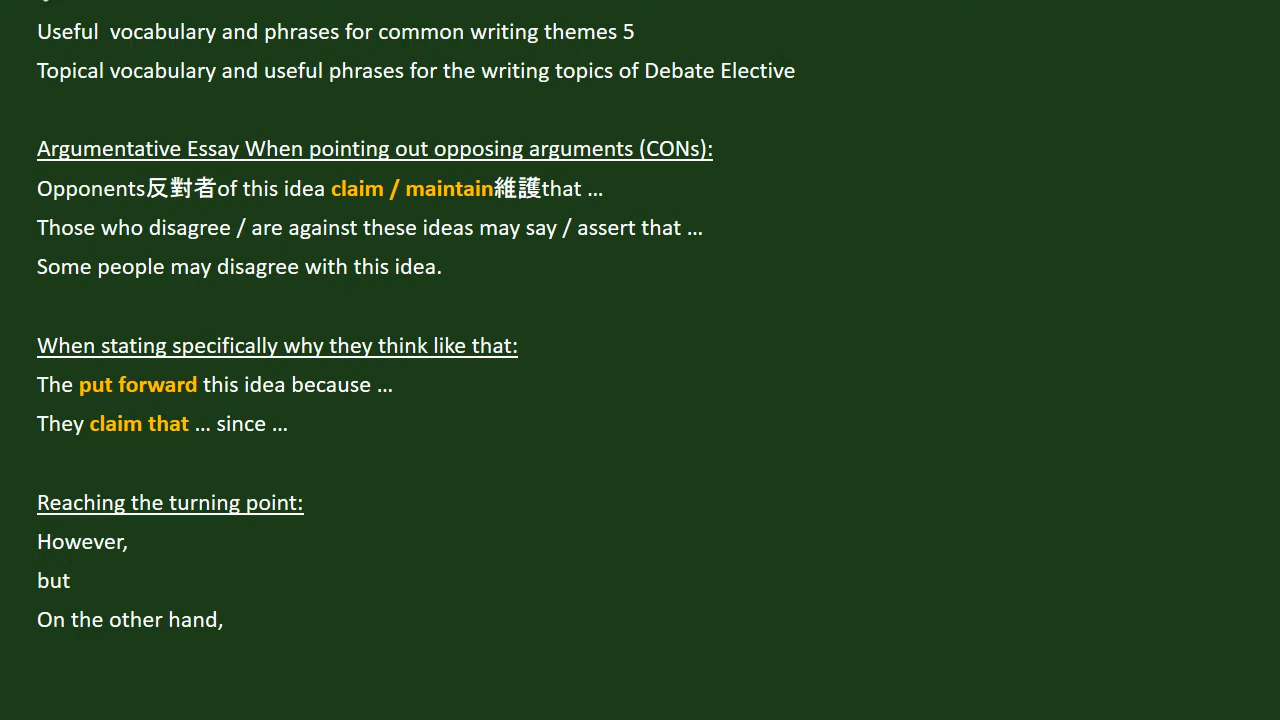 Useful  vocabulary and phrases for common writing themes 5
Topical vocabulary and useful phrases for the writing topics of Debate Elective
Argumentative Essay When pointing out opposing arguments (CONs):
Opponents反對者of this idea claim / maintain維護that ...
Those who disagree / are against these ideas may say / assert that ...
Some people may disagree with this idea.
When stating specifically why they think like that:
The put forward this idea because ...
They claim that ... since ...
Reaching the turning point:
However,
but
On the other hand,